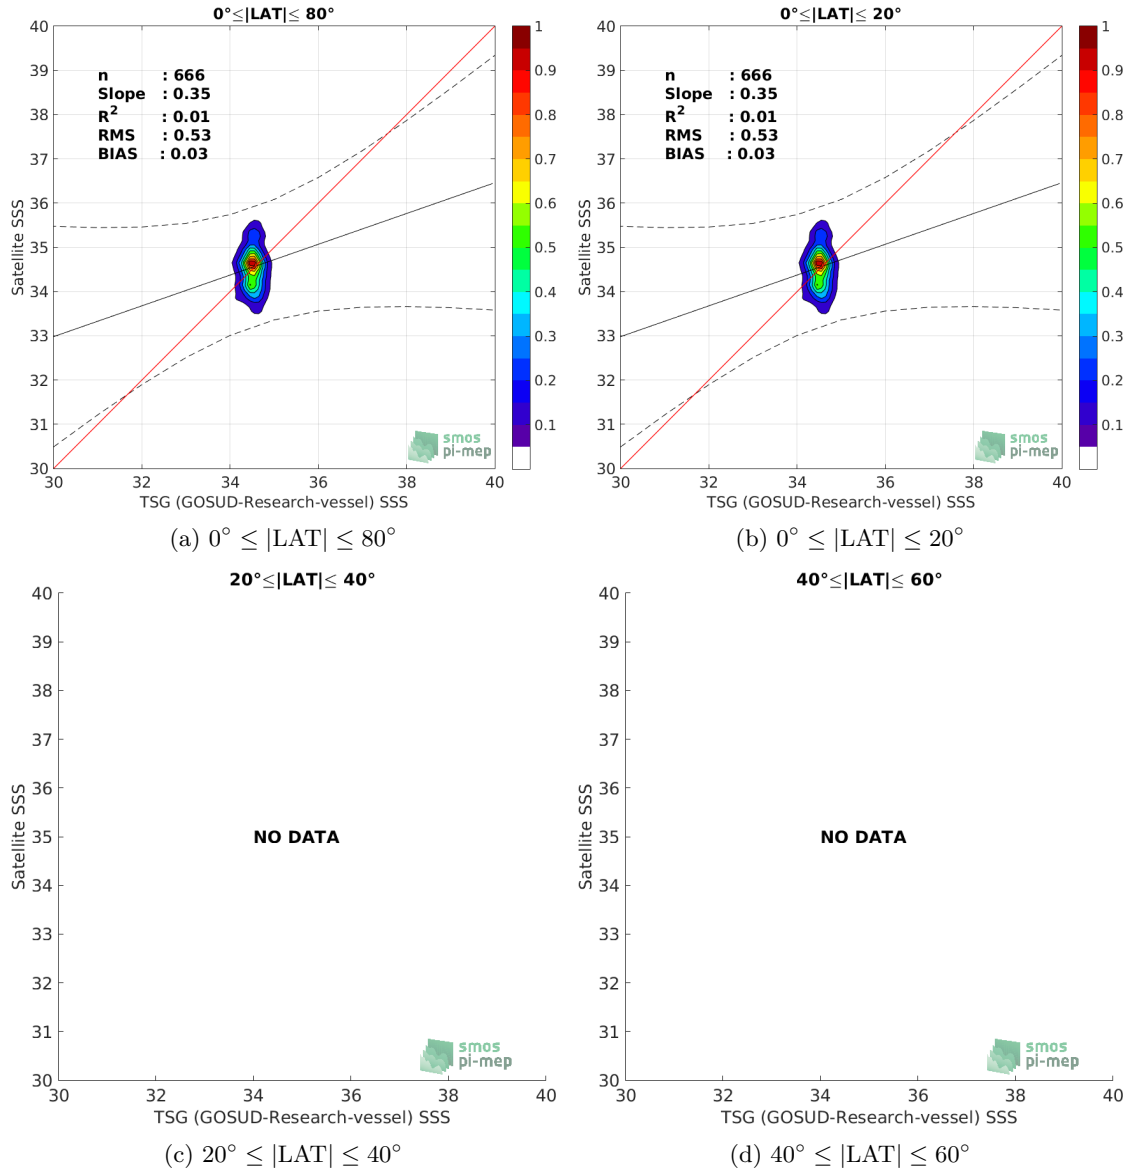 0°≤|LAT|≤ 80°
40
39
38
37
36
35
34
33
32
31
30
Satellite SSS
n : 666
Slope : 0.35
R² : 0.01
RMS : 0.53
BIAS : 0.03
smos
pi-mep
30 32 34 36 38 40
TSG (GOSUD-Research-vessel) SSS
1
0.9
0.8
0.7
0.6
0.5
0.4
0.3
0.2
0.1
(a) 0° ≤ |LAT| ≤ 80°
0°≤|LAT|≤ 20°
40
39
38
37
36
35
34
33
32
31
30
Satellite SSS
n : 666
Slope : 0.35
R² : 0.01
RMS : 0.53
BIAS : 0.03
smos
pi-mep
30 32 34 36 38 40
TSG (GOSUD-Research-vessel) SSS
1
0.9
0.8
0.7
0.6
0.5
0.4
0.3
0.2
0.1
(b) 0° ≤ |LAT| ≤ 20°
20°≤|LAT|≤ 40°
40
39
38
37
36
35
34
33
32
31
30
Satellite SSS
NO DATA
smos
pi-mep
30 32 34 36 38 40
TSG (GOSUD-Research-vessel) SSS
(c) 20° ≤ |LAT| ≤ 40°
40°≤|LAT|≤ 60°
40
39
38
37
36
35
34
33
32
31
30
Satellite SSS
NO DATA
smos
pi-mep
30 32 34 36 38 40
TSG (GOSUD-Research-vessel) SSS
(d) 40° ≤ |LAT| ≤ 60°